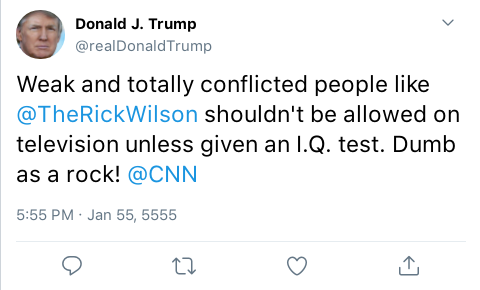 Donald J. Trump
@realDonaldTrump
Weak and totally conflicted people like
@TheRickWilson shouldn't be allowed on
television unless given an I.Q. test. Dumb
as a rock! @CNN
5:55 PM · Jan 55, 5555